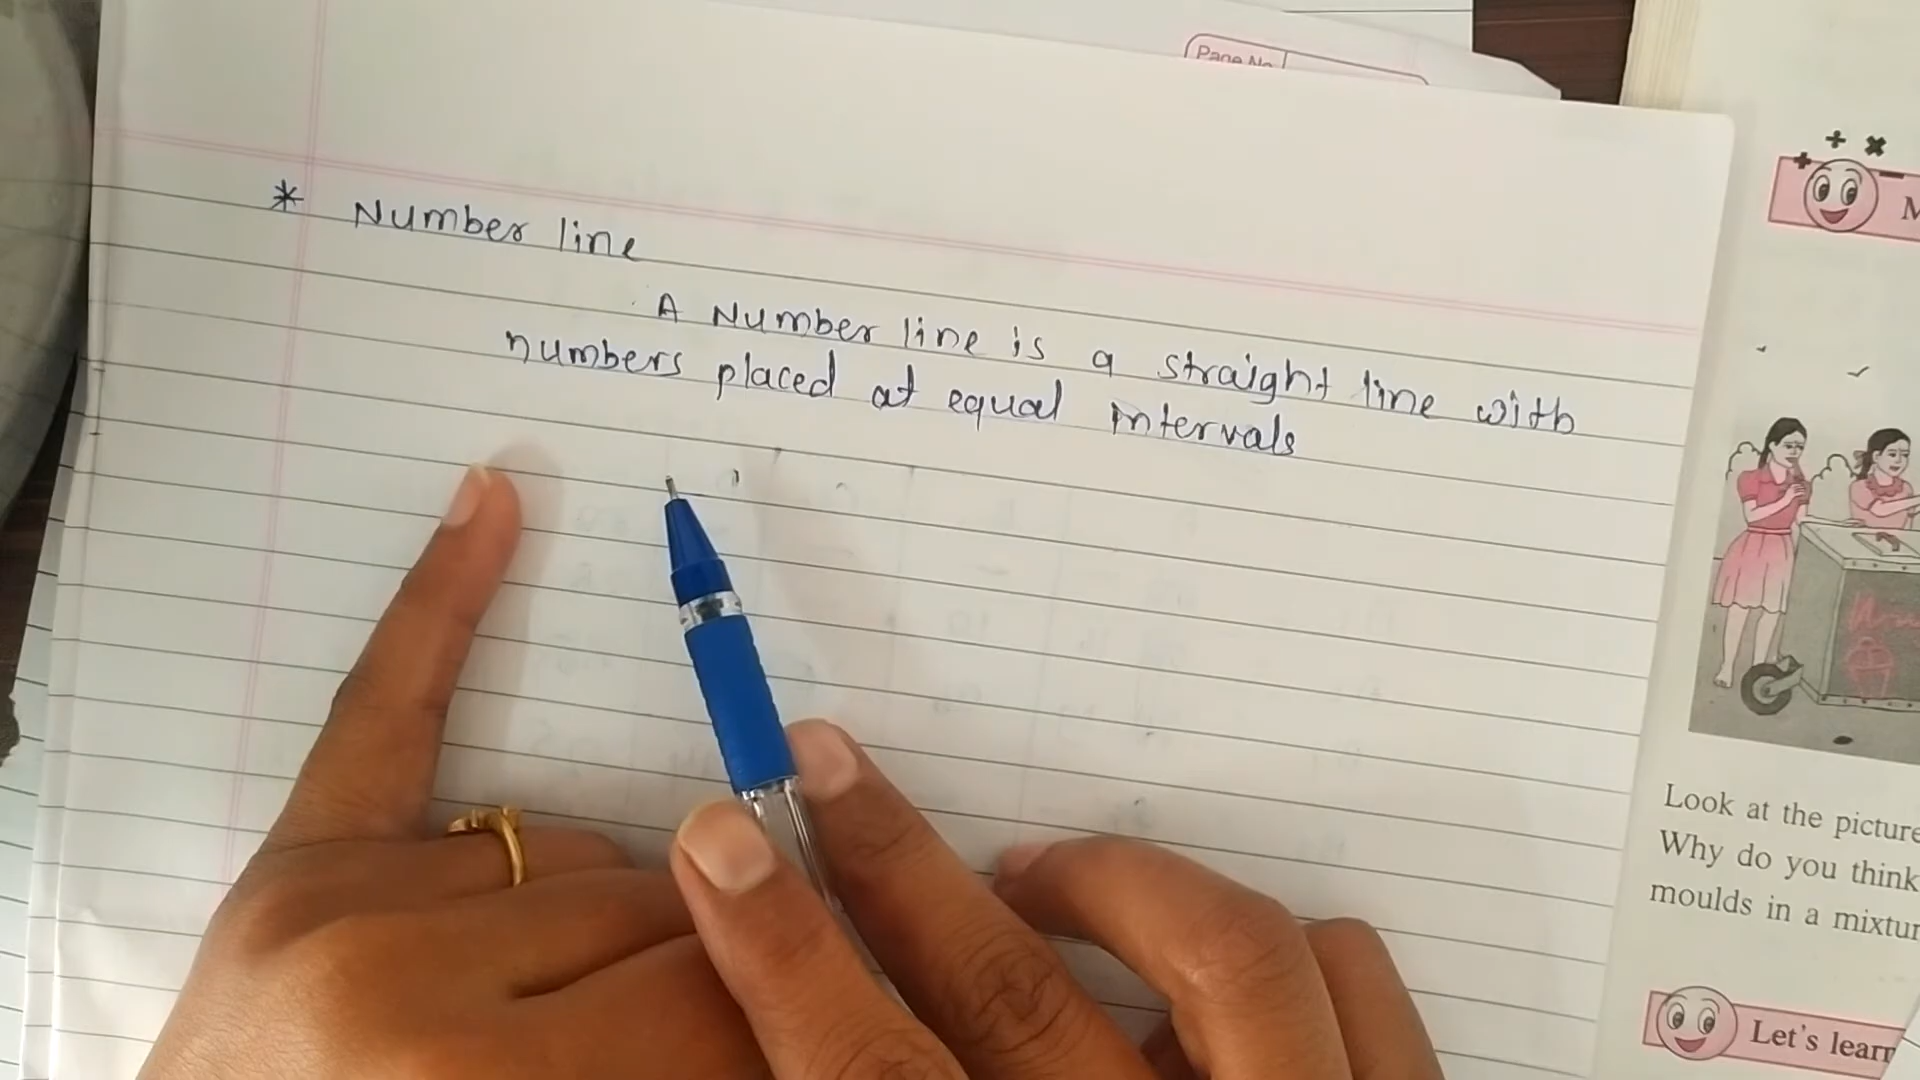 Page No
* Number line
A Number line is a straight line with
numbers placed at equal intervals
M
Look at the picture
Why do you think
moulds in a
Let's learn